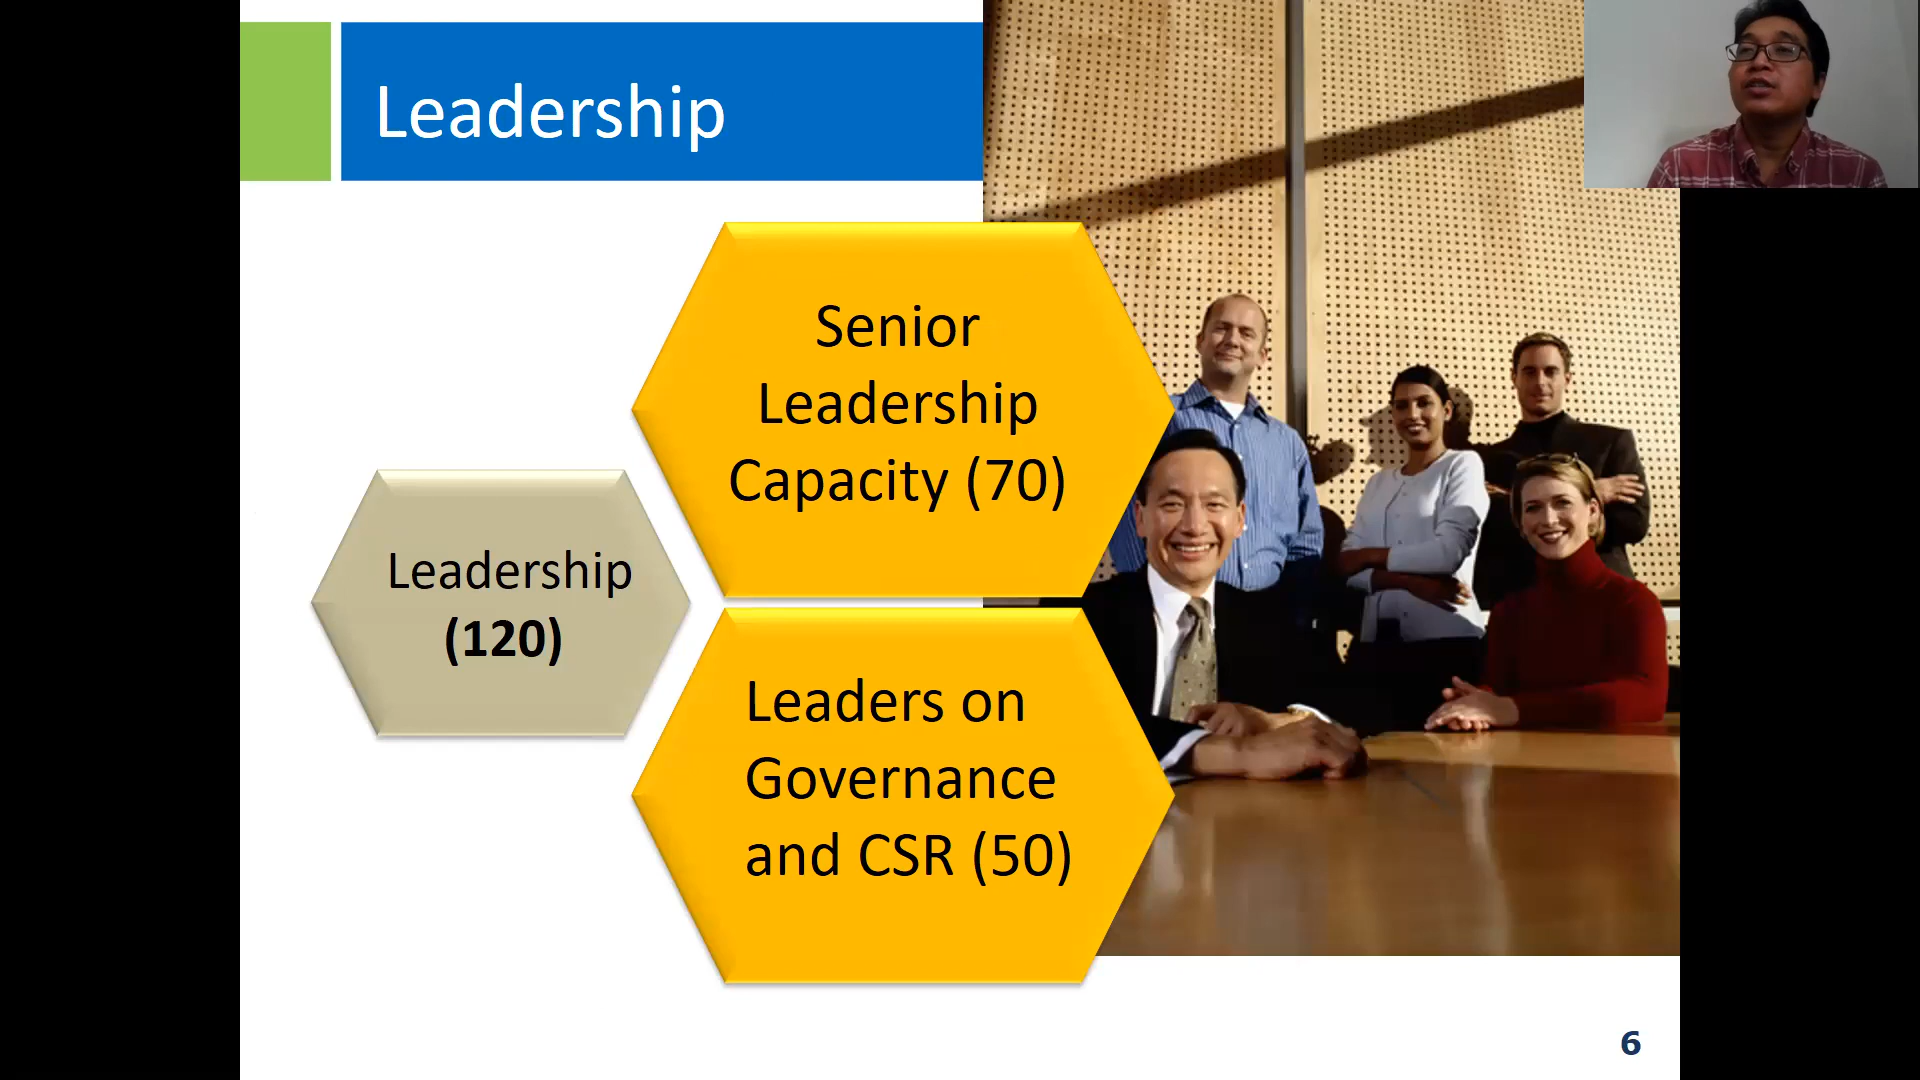 Leadership
Senior
Leadership
Capacity (70)
Leadership
(120)
Leaders on
Governance
and CSR (50)
6